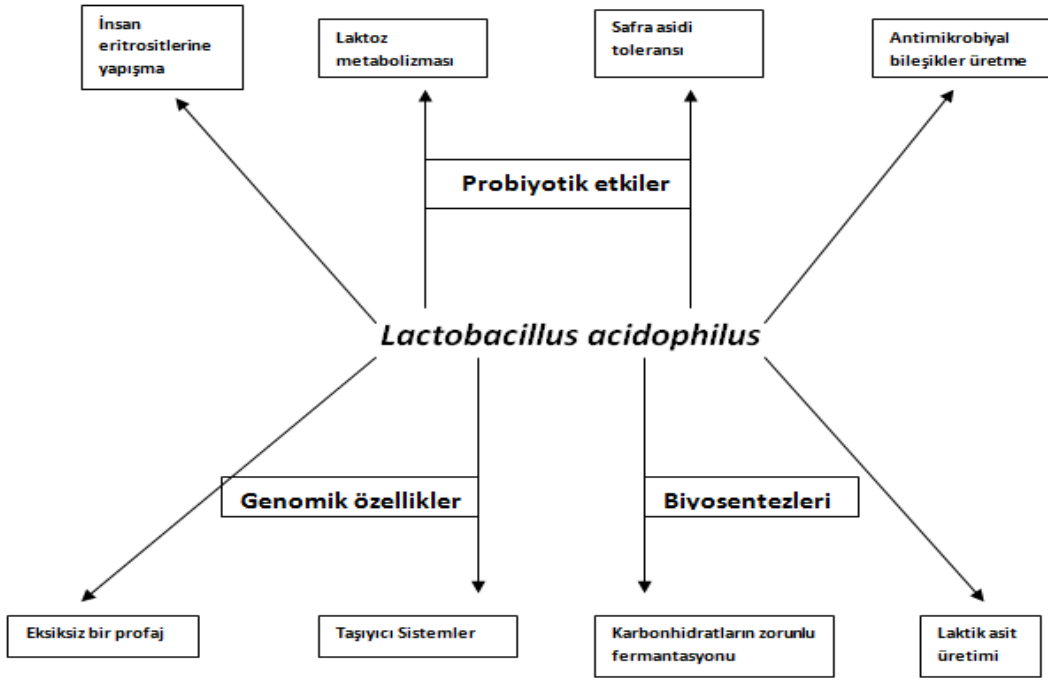 İnsan
eritrositlerine
yapışma
Laktoz
metabolizması
Safra asidi
toleransı
Antimikrobiyal
bileşikler üretme
Probiyotik etkiler
Lactobacillus acidophilus
Genomik özellikler
Biyosentezleri
Eksiksiz bir profaj
Taşıyıcı Sistemler
Karbonhidratların zorunlu
fermantasyonu
Laktik asit
üretimi